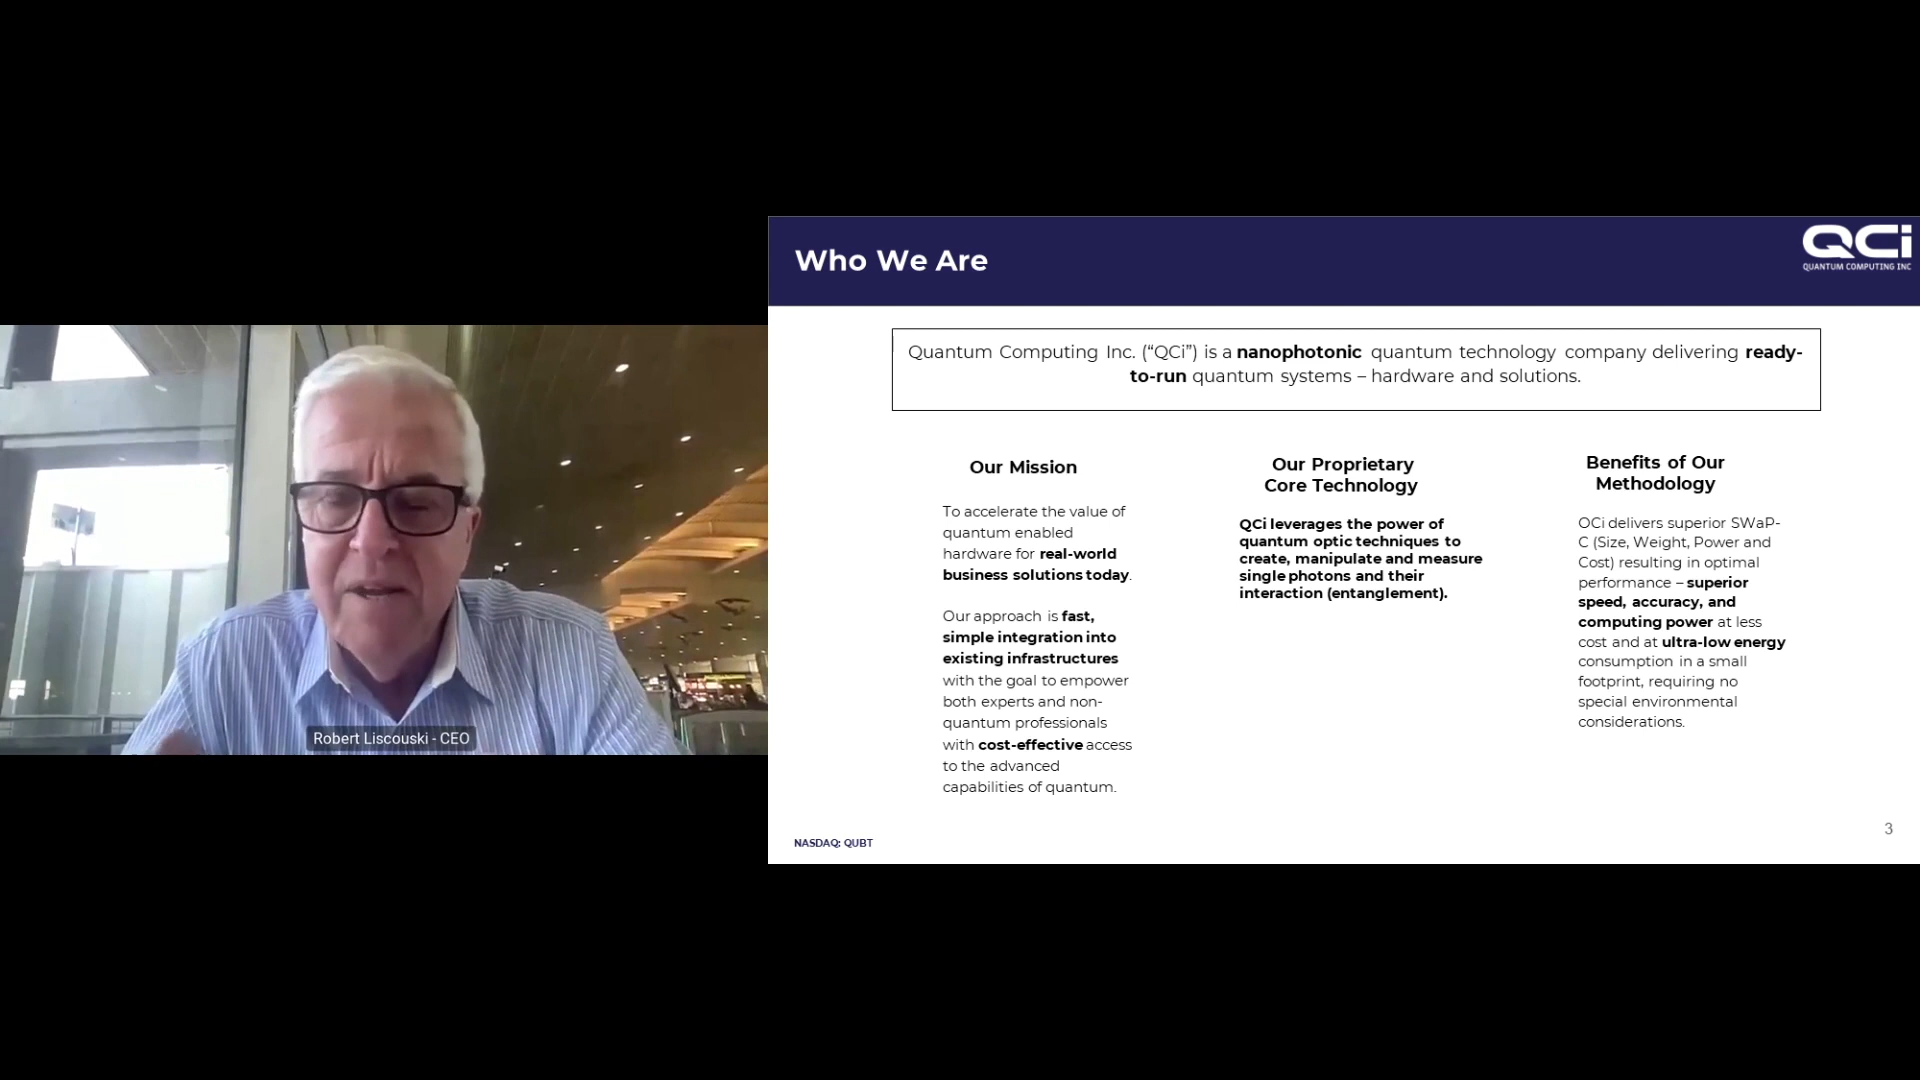 Robert Liscouski - CEO
Who We Are
QCi
QUANTUM COMPUTING INC
Quantum Computing Inc. (“QCi”) is a nanophotonic quantum technology company delivering ready-
to-run quantum systems – hardware and solutions.
Our Mission
To accelerate the value of
quantum enabled
hardware for real-world
business solutions today.
Our approach is fast,
simple integration into
existing infrastructures
with the goal to empower
both experts and non-
quantum professionals
with cost-effective access
to the advanced
capabilities of quantum.
Our Proprietary
Core Technology
QCi leverages the power of
quantum optic techniques to
create, manipulate and measure
single photons and their
interaction (entanglement).
Benefits of Our
Methodology
QCi delivers superior SWaP-
C (Size, Weight, Power and
Cost) resulting in optimal
performance – superior
speed, accuracy, and
computing power at less
cost and at ultra-low energy
consumption in a small
footprint, requiring no
special environmental
considerations.
NASDAQ: QUBT
3